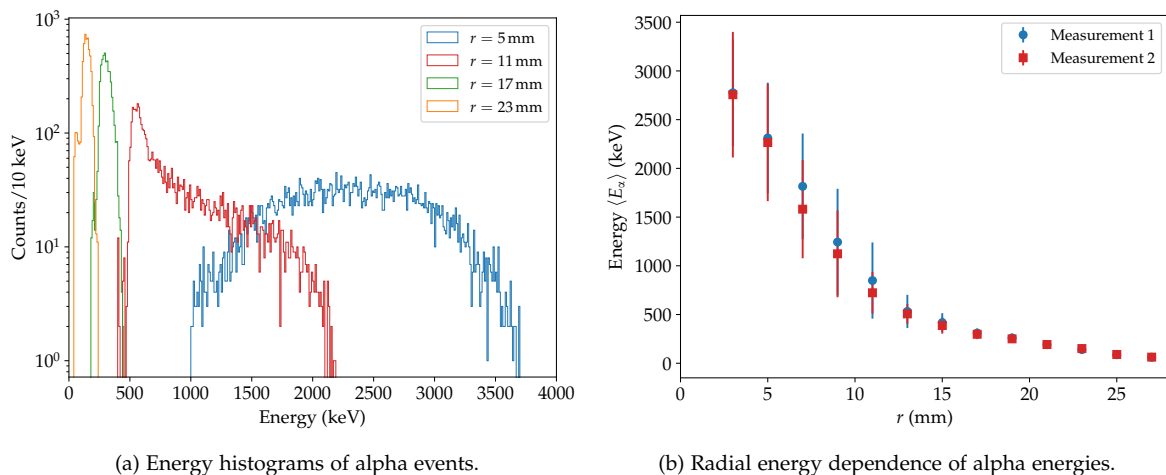 10³
10²
10¹
10⁰
Counts / 10 keV
0 500 1000 1500 2000 2500 3000 3500 4000
Energy (keV)
r = 5 mm
r = 11 mm
r = 17 mm
r = 23 mm
(a) Energy histograms of alpha events.
3500
3000
2500
2000
1500
1000
500
0
Energy ⟨Eα⟩ (keV)
0 5 10 15 20 25
r (mm)
Measurement 1
Measurement 2
(b) Radial energy dependence of alpha energies.